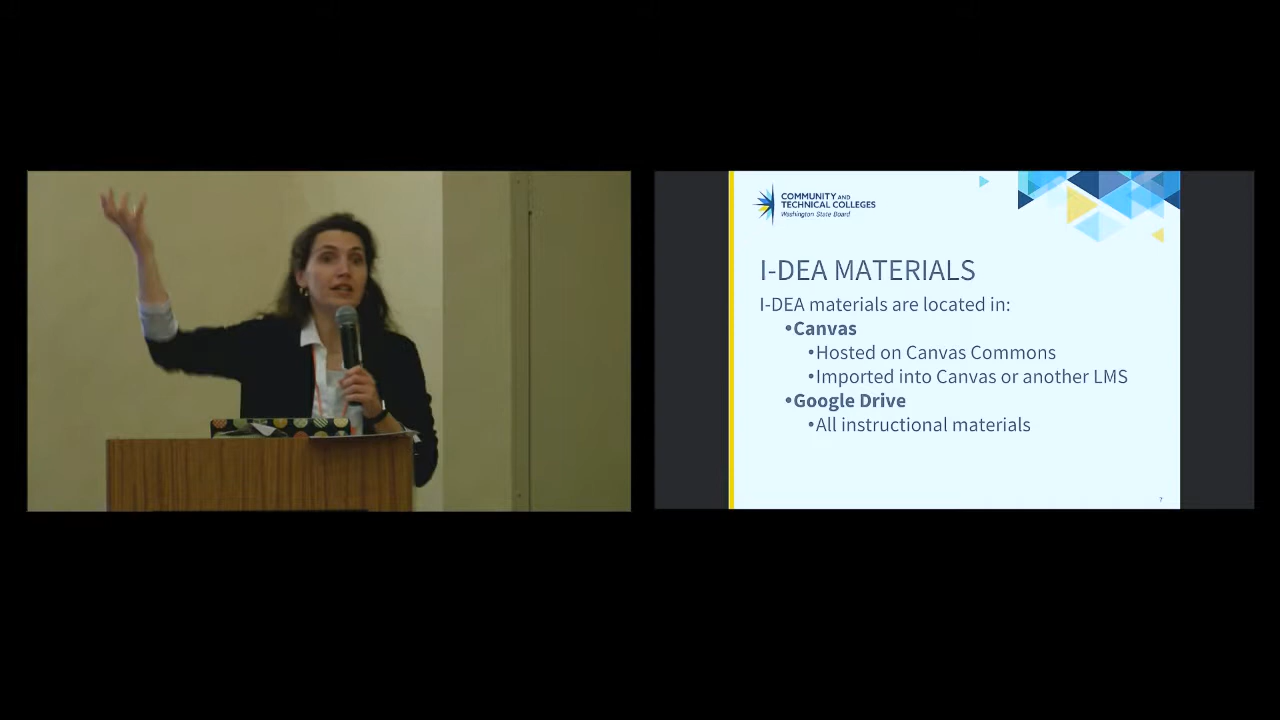 COMMUNITY AND
TECHNICAL COLLEGES
Washington State Board
I-DEA MATERIALS
I-DEA materials are located in:
•Canvas
•Hosted on Canvas Commons
•Imported into Canvas or another LMS
•Google Drive
•All instructional materials
7